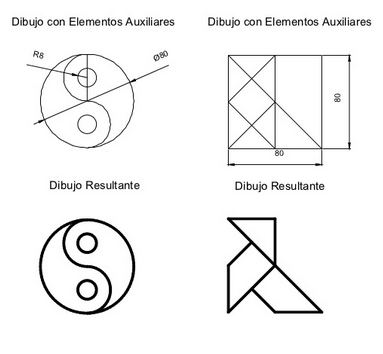 Dibujo con Elementos Auxiliares
Dibujo con Elementos Auxiliares
R8
Ø80
80
80
Dibujo Resultante
Dibujo Resultante